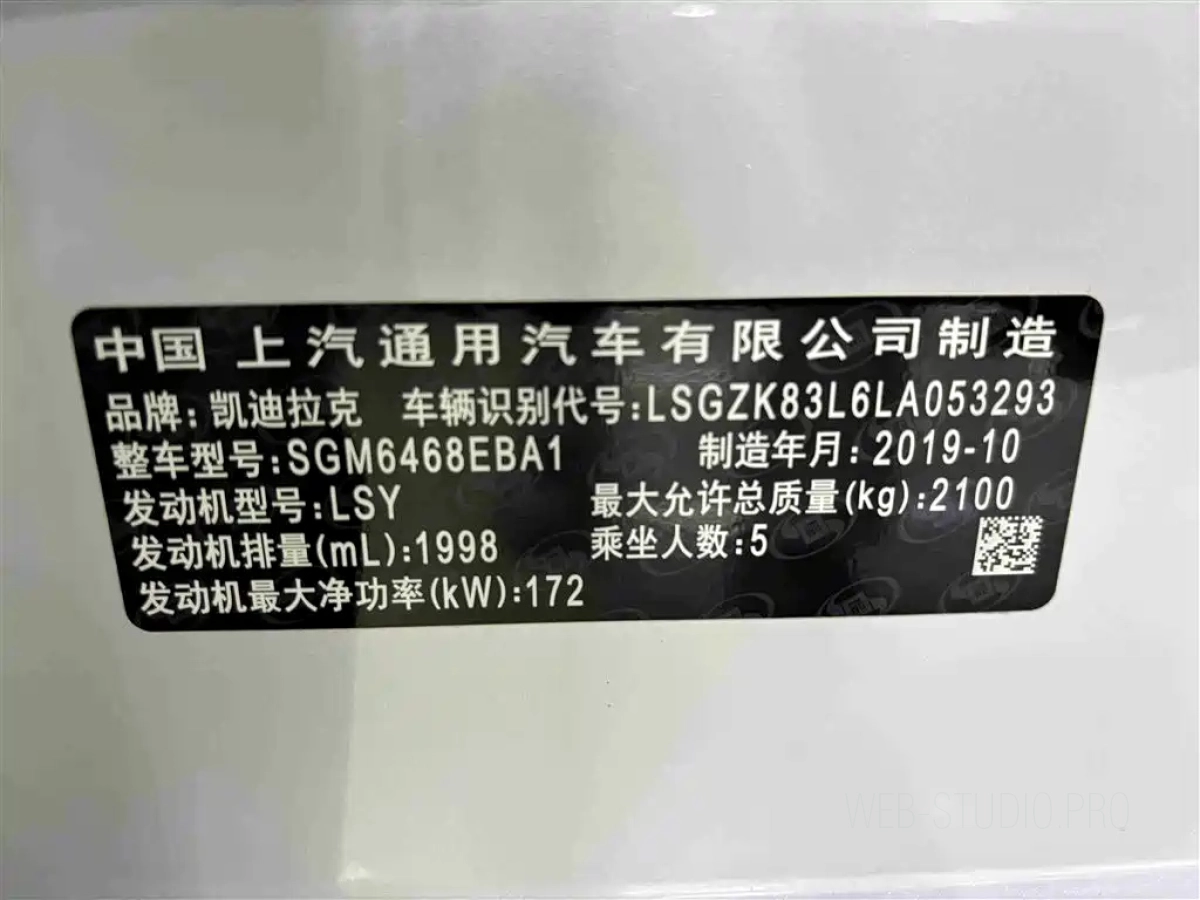 中国 上汽通用汽车有限公司制造
品牌:凯迪拉克 车辆识别代号:LSGZK83L6LA053293
整车型号:SGM6468EBA1 制造年月:2019-10
发动机型号:LSY 最大允许总质量(kg):2100
发动机排量(mL):1998 乘坐人数:5
发动机最大净功率(kW):172
WEB-STUDIO.PRO